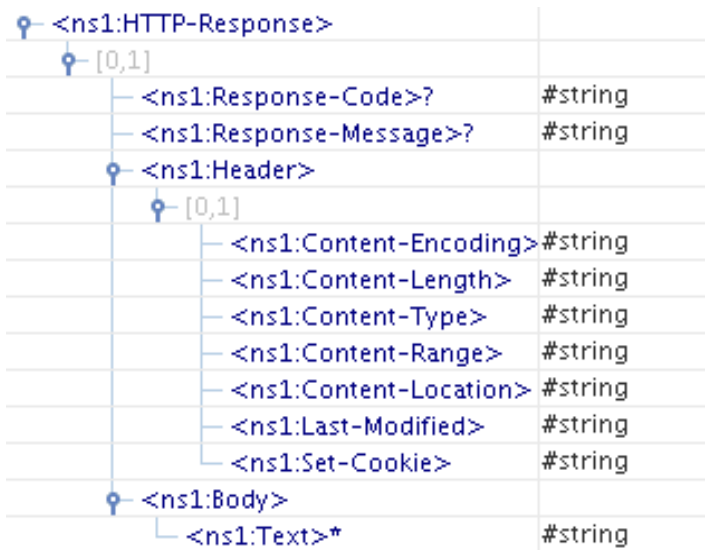 <ns1:HTTP-Response>
[0,1]
<ns1:Response-Code>? #string
<ns1:Response-Message>? #string
<ns1:Header>
[0,1]
<ns1:Content-Encoding> #string
<ns1:Content-Length> #string
<ns1:Content-Type> #string
<ns1:Content-Range> #string
<ns1:Content-Location> #string
<ns1:Last-Modified> #string
<ns1:Set-Cookie> #string
<ns1:Body>
<ns1:Text>* #string